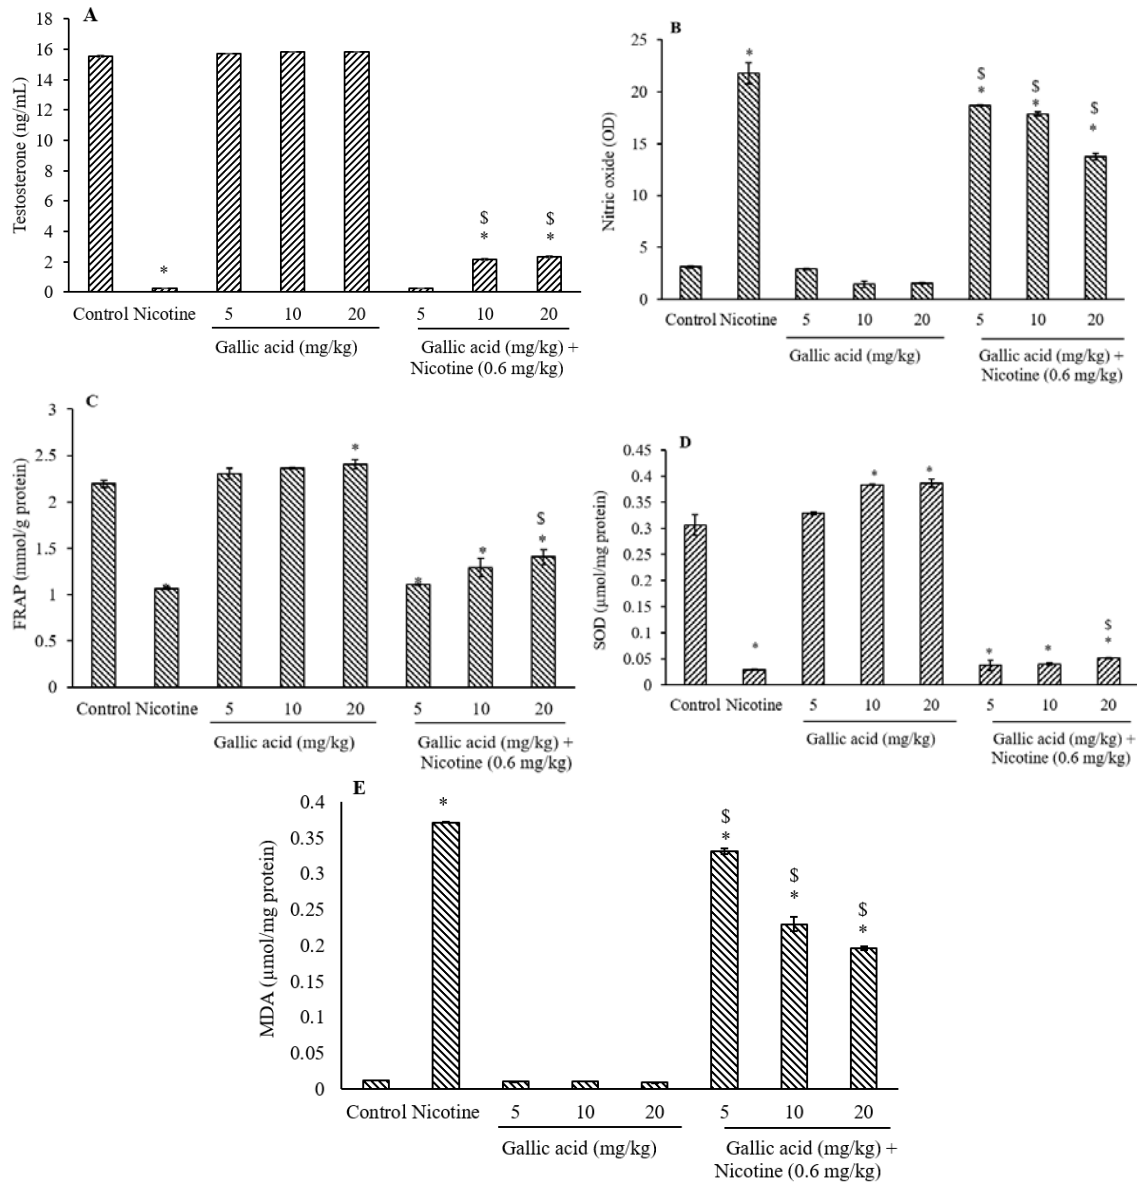 A
Testosterone (ng/mL)
18
16
14
12
10
8
6
4
2
0
*
$
*
$
*
Control Nicotine 5 10 20 5 10 20
Gallic acid (mg/kg)
Gallic acid (mg/kg) +
Nicotine (0.6 mg/kg)
B
Nitric oxide (OD)
25
20
15
10
5
0
*
$
*
$
*
$
*
Control Nicotine 5 10 20 5 10 20
Gallic acid (mg/kg)
Gallic acid (mg/kg) +
Nicotine (0.6 mg/kg)
C
FRAP (mmol/g protein)
3
2.5
2
1.5
1
0.5
0
*
*
*
*
$
*
Control Nicotine 5 10 20 5 10 20
Gallic acid (mg/kg)
Gallic acid (mg/kg) +
Nicotine (0.6 mg/kg)
D
SOD (µmol/mg protein)
0.45
0.4
0.35
0.3
0.25
0.2
0.15
0.1
0.05
0
*
*
*
*
*
$
*
Control Nicotine 5 10 20 5 10 20
Gallic acid (mg/kg)
Gallic acid (mg/kg) +
Nicotine (0.6 mg/kg)
E
MDA (µmol/mg protein)
0.4
0.35
0.3
0.25
0.2
0.15
0.1
0.05
0
*
$
*
$
*
$
*
Control Nicotine 5 10 20 5 10 20
Gallic acid (mg/kg)
Gallic acid (mg/kg) +
Nicotine (0.6 mg/kg)